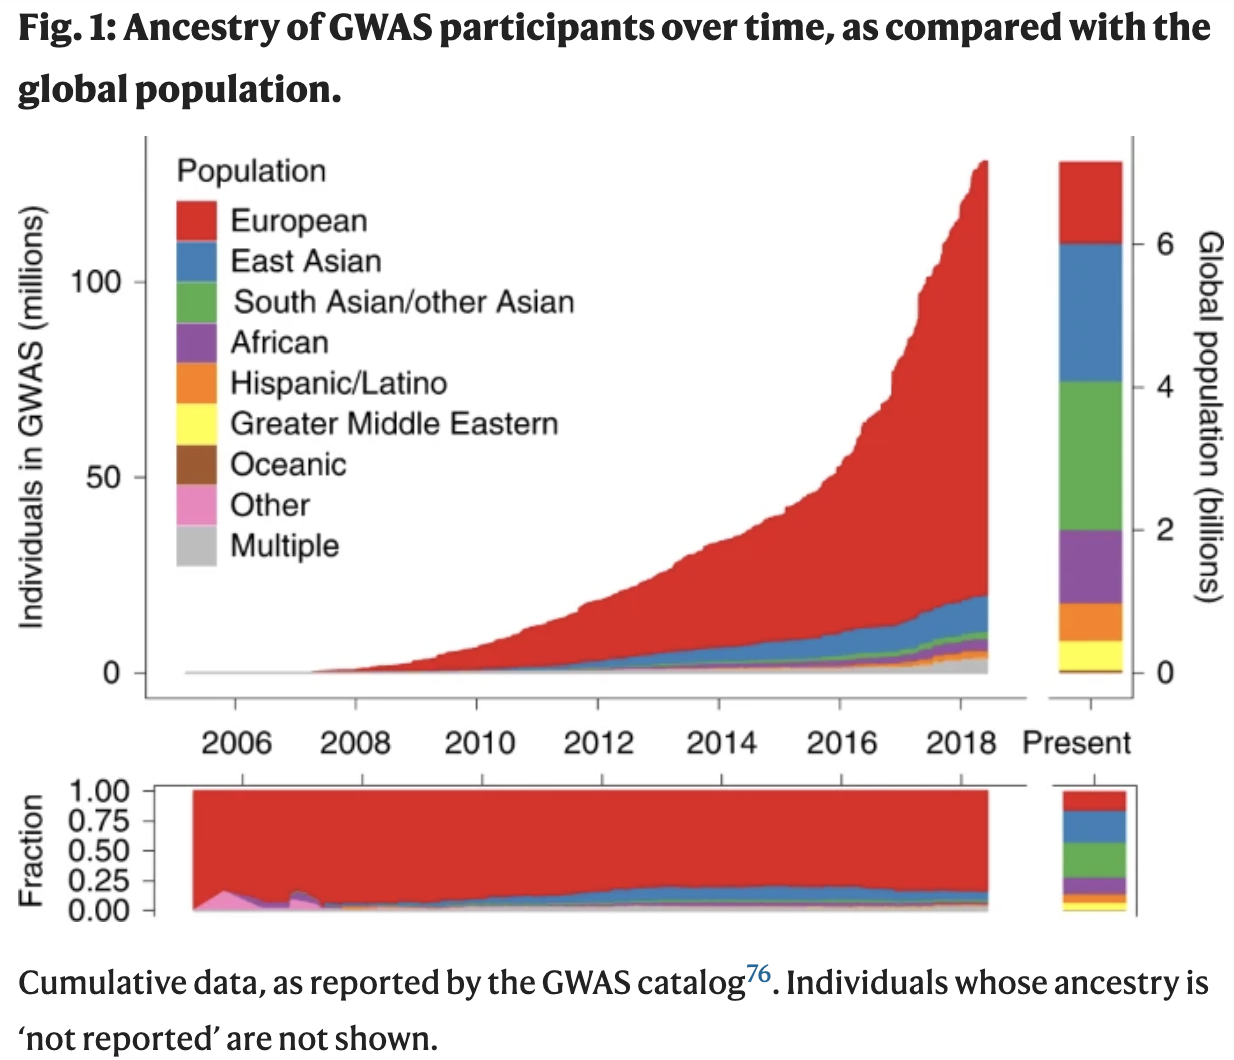 Fig. 1: Ancestry of GWAS participants over time, as compared with the
global population.
Population
European
East Asian
South Asian/other Asian
African
Hispanic/Latino
Greater Middle Eastern
Oceanic
Other
Multiple
Individuals in GWAS (millions)
100
50
0
Global population (billions)
6
4
2
0
2006 2008 2010 2012 2014 2016 2018 Present
Fraction
1.00
0.75
0.50
0.25
0.00
Cumulative data, as reported by the GWAS catalog76. Individuals whose ancestry is
‘not reported’ are not shown.